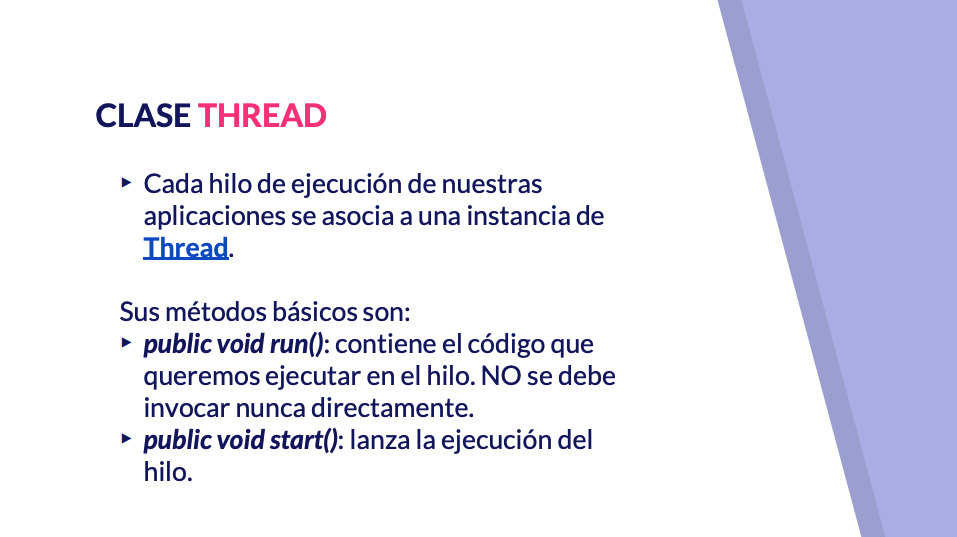 CLASE THREAD
▸ Cada hilo de ejecución de nuestras
aplicaciones se asocia a una instancia de
Thread.
Sus métodos básicos son:
▸ public void run(): contiene el código que
queremos ejecutar en el hilo. NO se debe
invocar nunca directamente.
▸ public void start(): lanza la ejecución del
hilo.